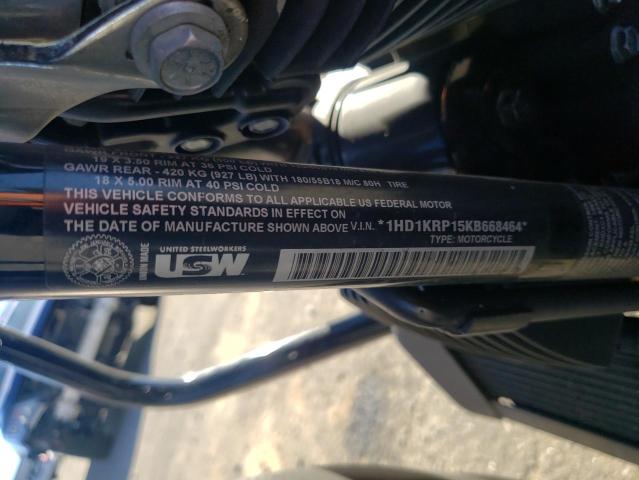 19 X 3.50 RIM AT 36 PSI COLD
GAWR REAR - 420 KG (927 LB) WITH 180/55B18 M/C 80H TIRE
18 X 5.00 RIM AT 40 PSI COLD
THIS VEHICLE CONFORMS TO ALL APPLICABLE US FEDERAL MOTOR
VEHICLE SAFETY STANDARDS IN EFFECT ON
THE DATE OF MANUFACTURE SHOWN ABOVE V.I.N. *1HD1KRP15KB668464*
TYPE: MOTORCYCLE
UNION MADE
UNITED STEELWORKERS
USW